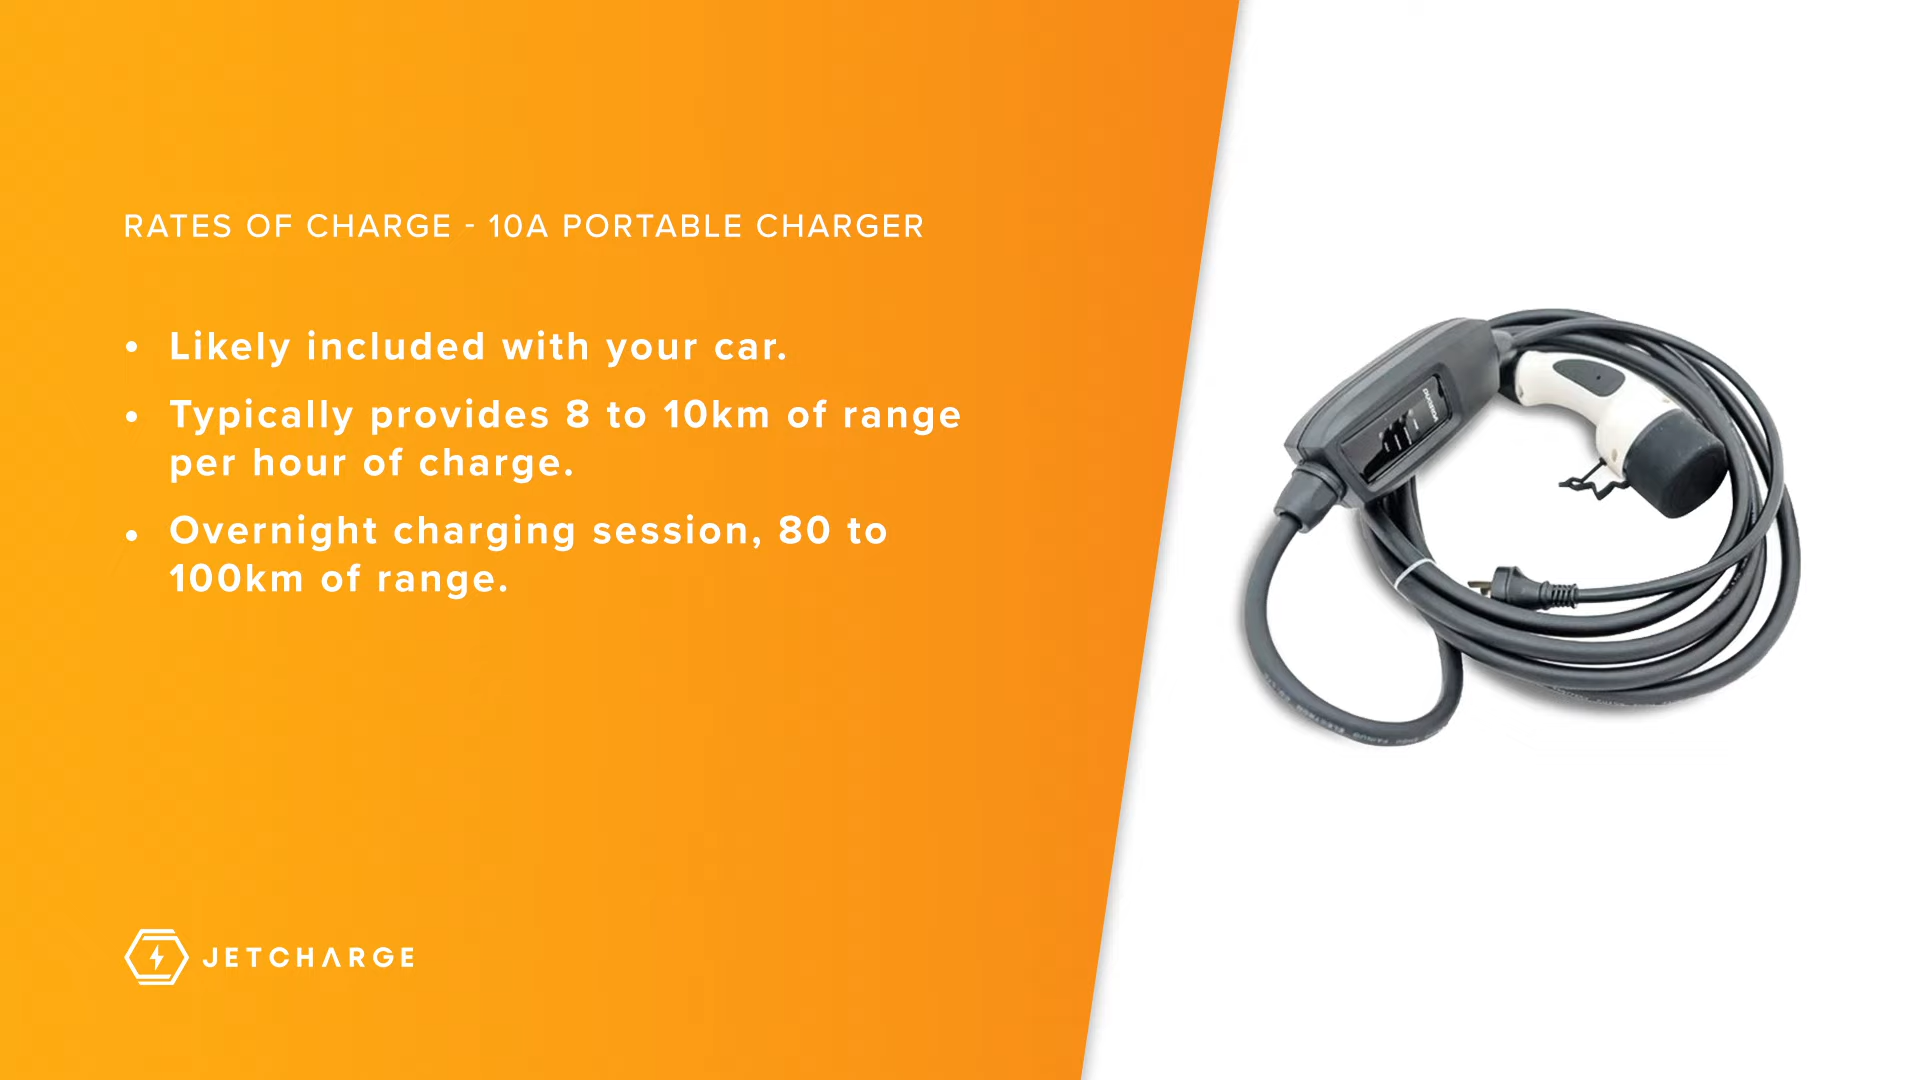 RATES OF CHARGE - 10A PORTABLE CHARGER
• Likely included with your car.
• Typically provides 8 to 10km of range
per hour of charge.
• Overnight charging session, 80 to
100km of range.
JETCHARGE